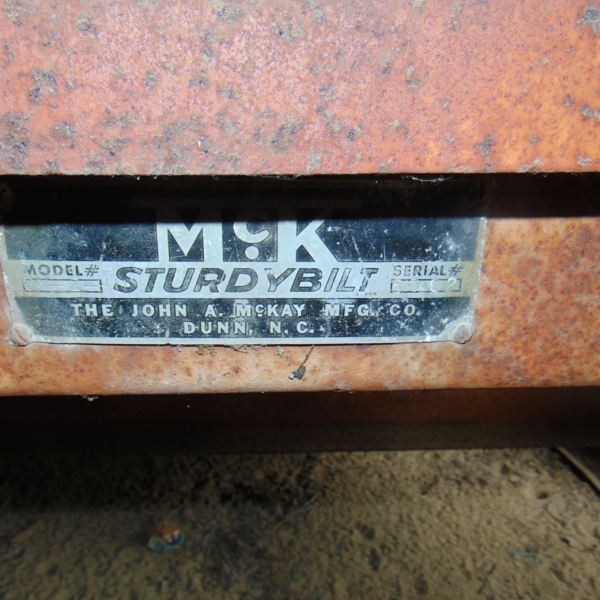 McK
MODEL# STURDYBILT SERIAL#
THE JOHN A. McKAY MFG. CO.
DUNN, N.C.